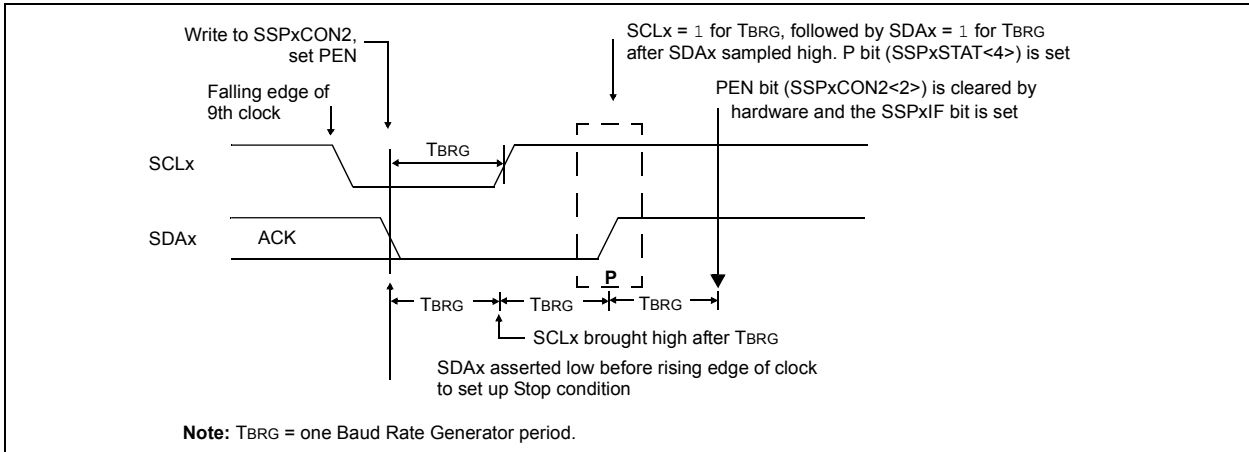 Write to SSPxCON2,
set PEN
SCLx = 1 for TBRG, followed by SDAx = 1 for TBRG
after SDAx sampled high. P bit (SSPxSTAT<4>) is set
Falling edge of
9th clock
PEN bit (SSPxCON2<2>) is cleared by
hardware and the SSPxIF bit is set
TBRG
SCLx
SDAx
ACK
P
TBRG
TBRG
TBRG
SCLx brought high after TBRG
SDAx asserted low before rising edge of clock
to set up Stop condition
Note: TBRG = one Baud Rate Generator period.